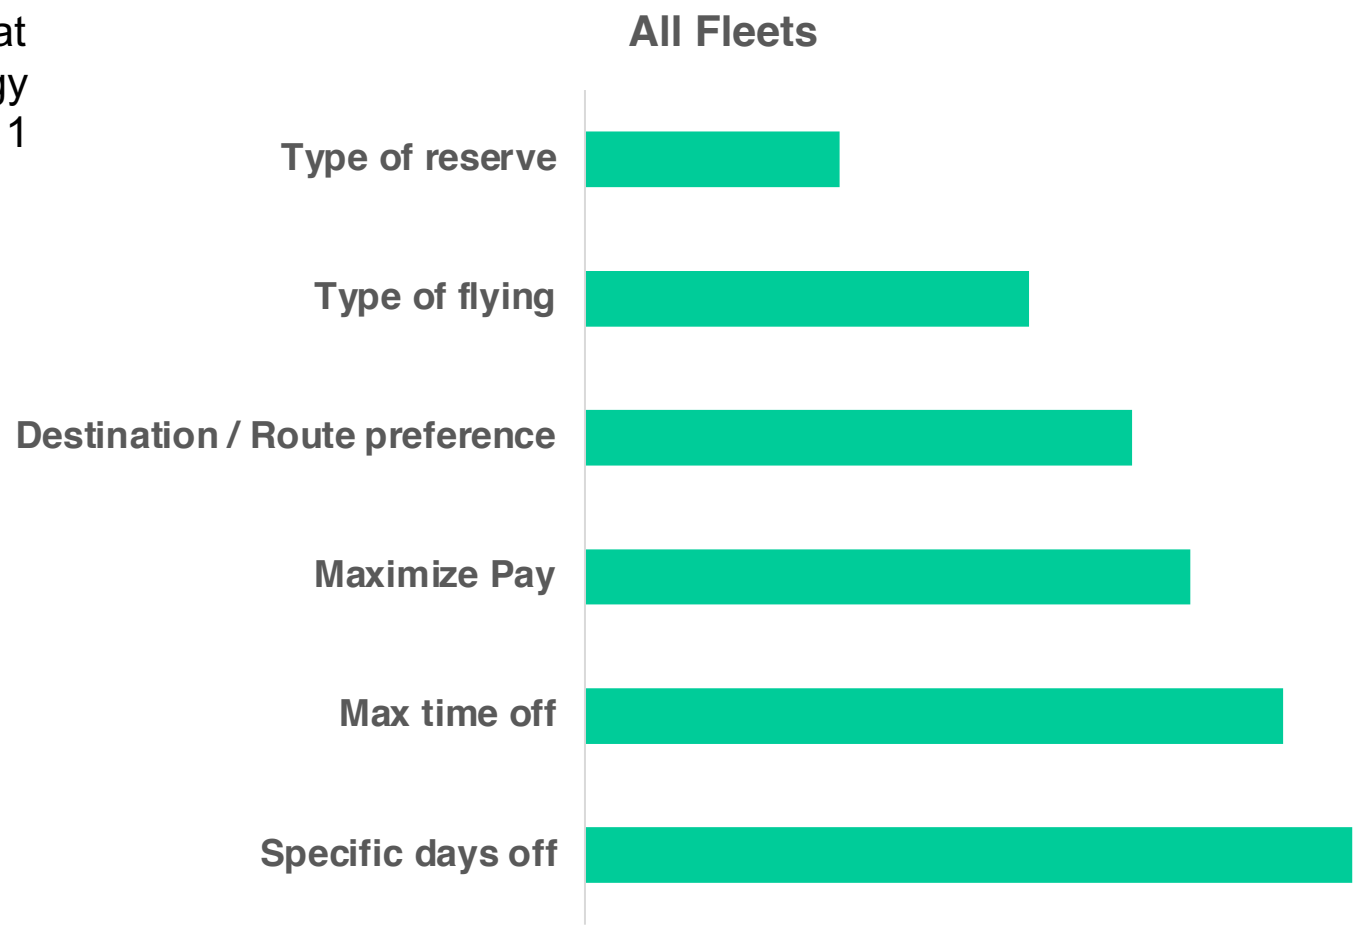 at
gy
1
All Fleets
Type of reserve
Type of flying
Destination / Route preference
Maximize Pay
Max time off
Specific days off